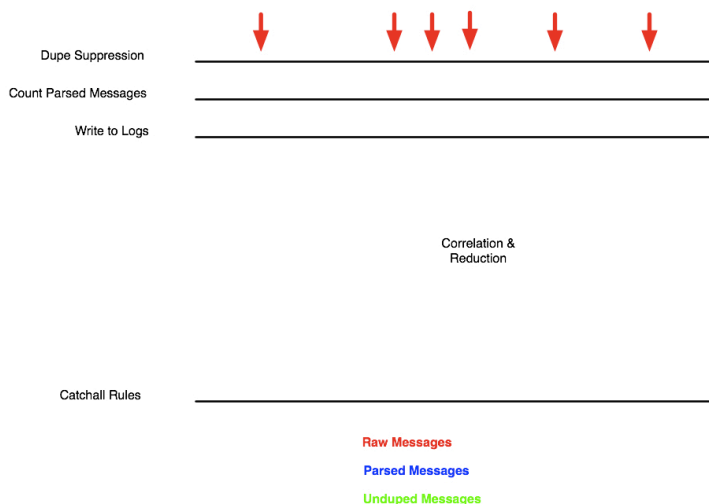 Dupe Suppression
Count Parsed Messages
Write to Logs
Correlation &
Reduction
Catchall Rules
Raw Messages
Parsed Messages
Unduped Messages